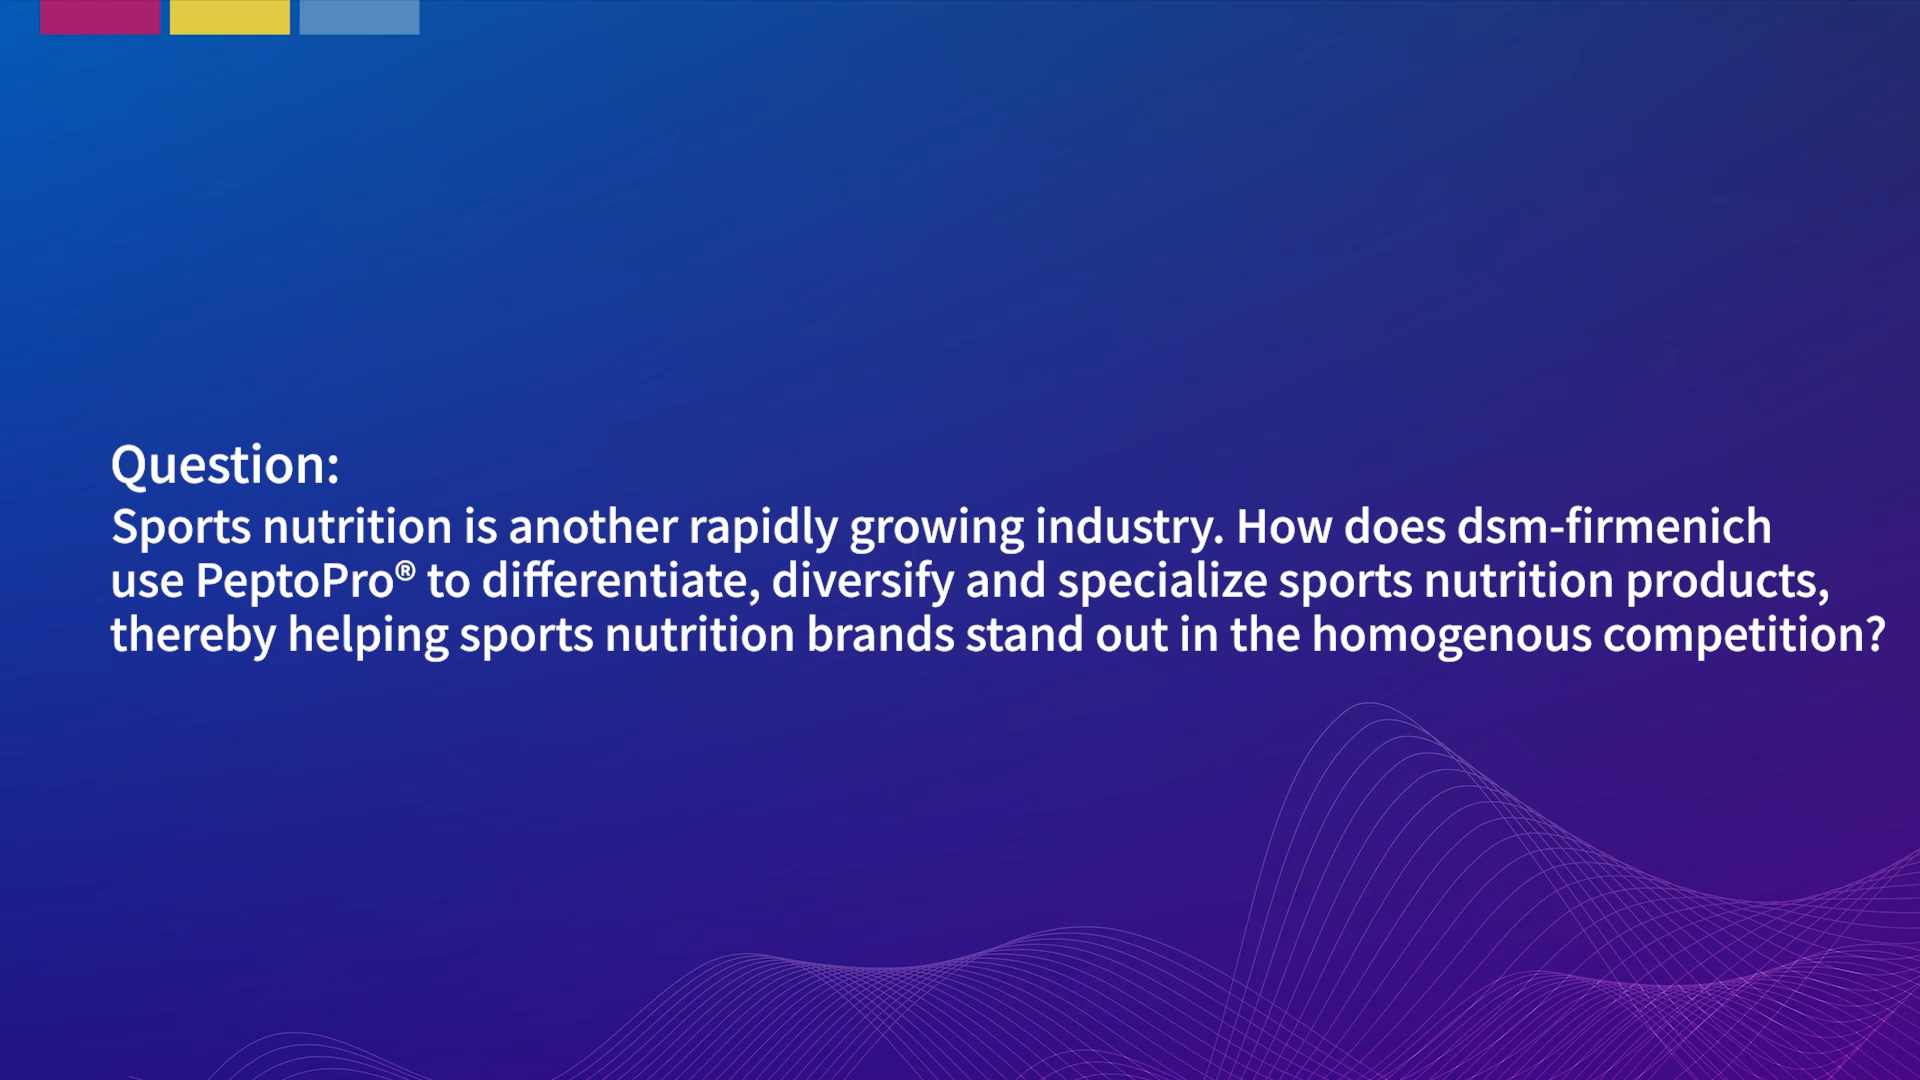 Question:
Sports nutrition is another rapidly growing industry. How does dsm-firmenich
use PeptoPro® to differentiate, diversify and specialize sports nutrition products,
thereby helping sports nutrition brands stand out in the homogenous competition?